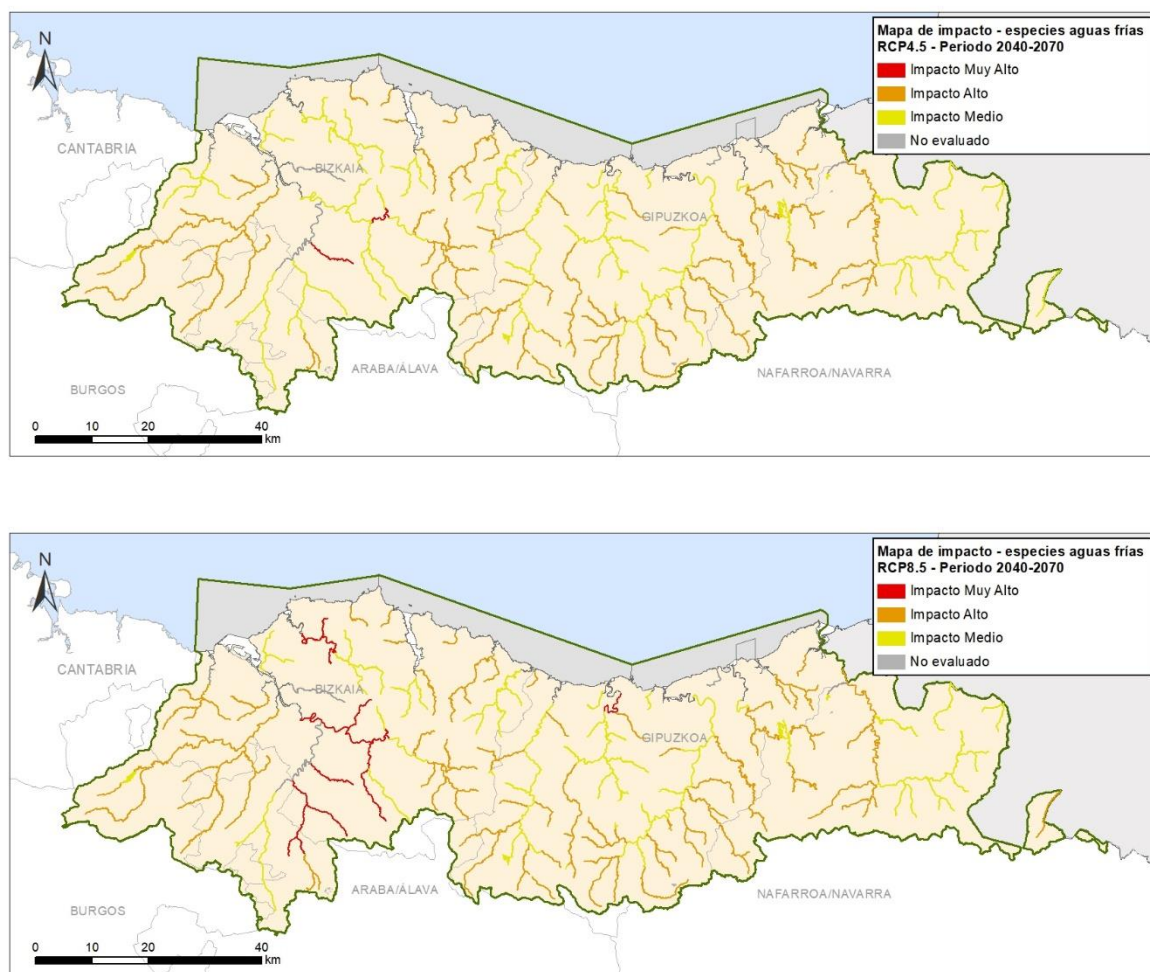 Mapa de impacto - especies aguas frías
RCP4.5 - Periodo 2040-2070
Impacto Muy Alto
Impacto Alto
Impacto Medio
No evaluado
N
CANTABRIA
BIZKAIA
GIPUZKOA
ARABA/ÁLAVA
NAFARROA/NAVARRA
BURGOS
0 10 20 40
km
Mapa de impacto - especies aguas frías
RCP8.5 - Periodo 2040-2070
Impacto Muy Alto
Impacto Alto
Impacto Medio
No evaluado
N
CANTABRIA
BIZKAIA
GIPUZKOA
ARABA/ÁLAVA
NAFARROA/NAVARRA
BURGOS
0 10 20 40
km